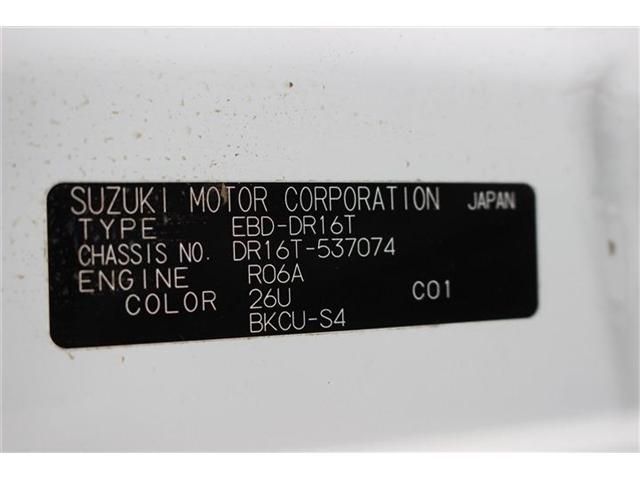 SUZUKI MOTOR CORPORATION JAPAN
TYPE EBD-DR16T
CHASSIS NO. DR16T-537074
ENGINE R06A
COLOR 26U C01
BKCU-S4